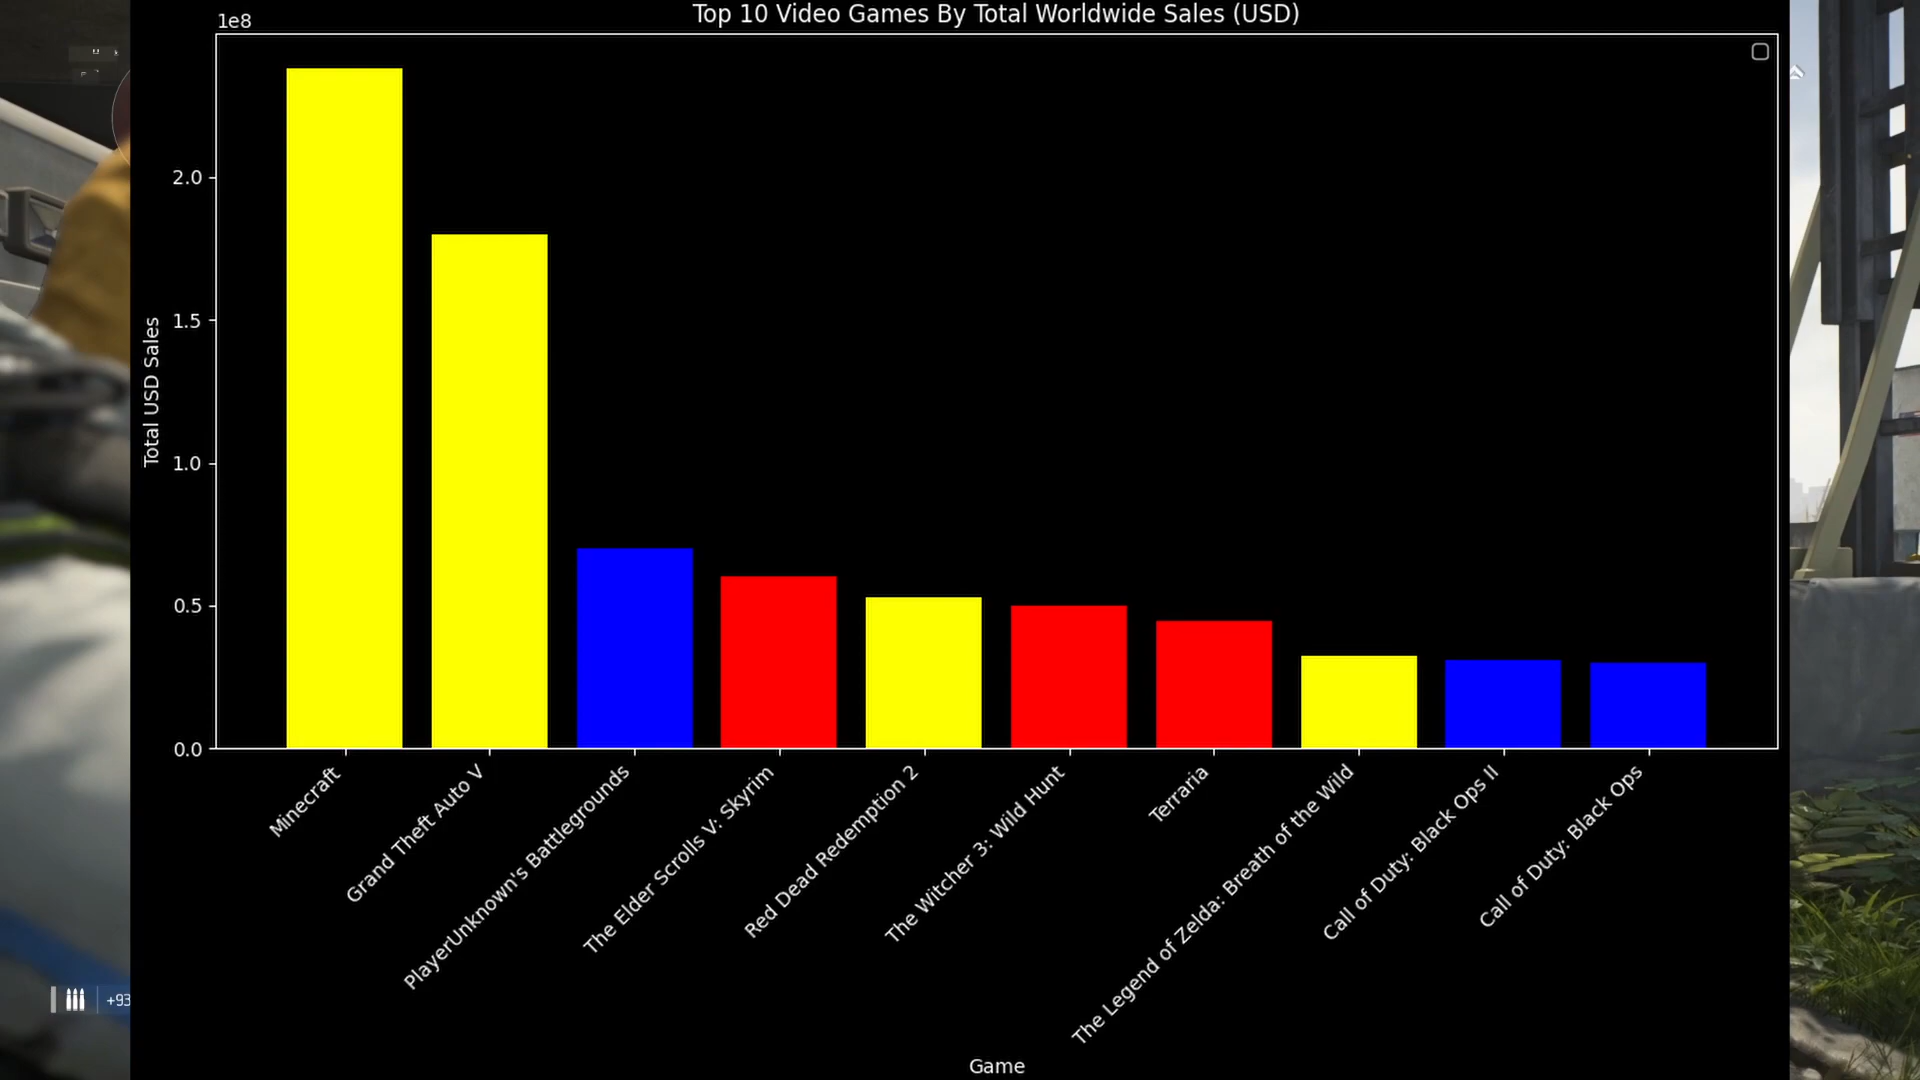 Top 10 Video Games By Total Worldwide Sales (USD)
1e8
2.0
1.5
1.0
0.5
0.0
Total USD Sales
Minecraft
Grand Theft Auto V
PlayerUnknown's Battlegrounds
The Elder Scrolls V: Skyrim
Red Dead Redemption 2
The Witcher 3: Wild Hunt
Terraria
The Legend of Zelda: Breath of the Wild
Call of Duty: Black Ops II
Call of Duty: Black Ops
Game
+93